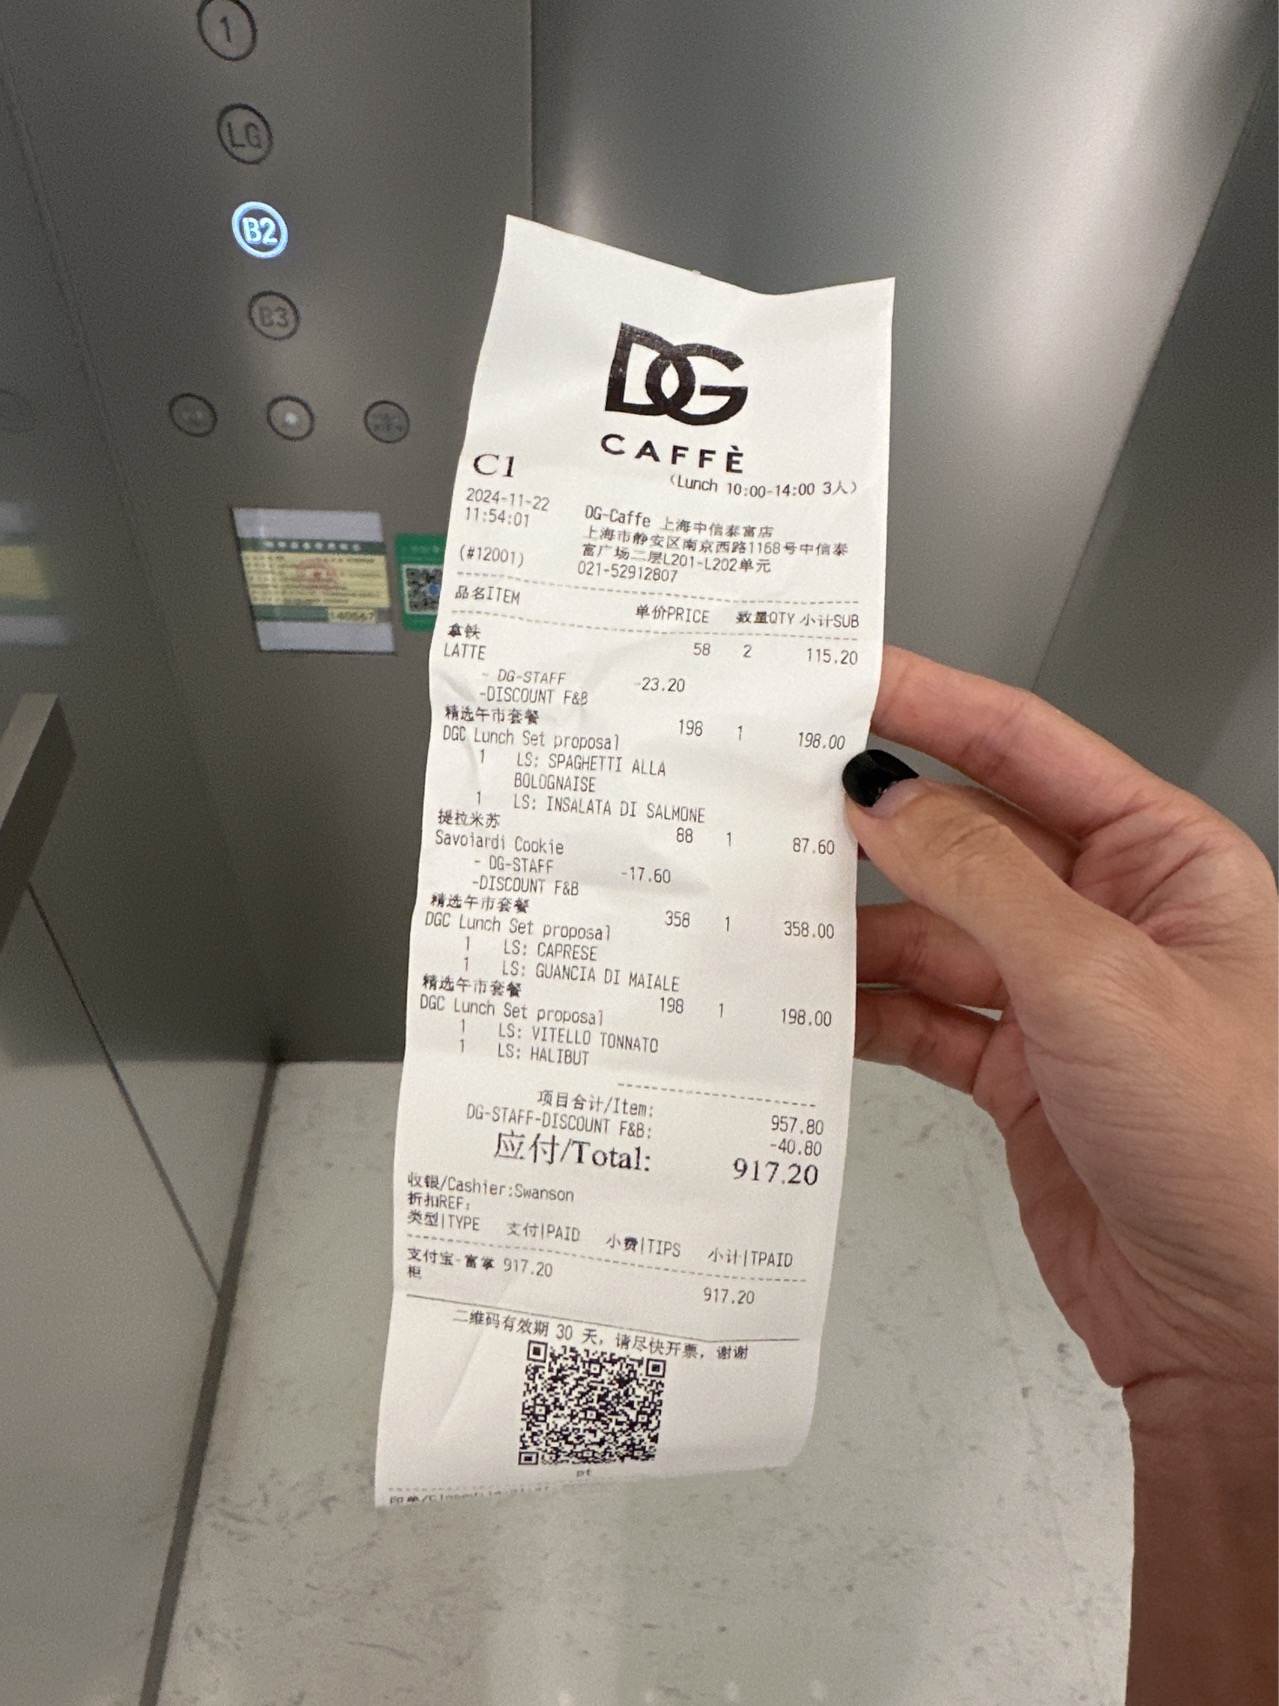 1
LG
B2
B3
DG
CAFFÈ
C1
(Lunch 10:00-14:00 3人)
2024-11-22
11:54:01
(#12001)
DG-Caffe 上海中信泰富店
上海市静安区南京西路1168号中信泰
富广场二层L201-L202单元
021-52912807
品名ITEM 单价PRICE 数量QTY 小计SUB
拿铁
LATTE 58 2 115.20
- DG-STAFF -23.20
-DISCOUNT F&B
精选午市套餐 198 1 198.00
DGC Lunch Set proposal
1 LS: SPAGHETTI ALLA
BOLOGNAISE
1 LS: INSALATA DI SALMONE
提拉米苏 88 1 87.60
Savoiardi Cookie
- DG-STAFF -17.60
-DISCOUNT F&B
精选午市套餐 358 1 358.00
DGC Lunch Set proposal
1 LS: CAPRESE
1 LS: GUANCIA DI MAIALE
精选午市套餐 198 1 198.00
DGC Lunch Set proposal
1 LS: VITELLO TONNATO
1 LS: HALIBUT
项目合计/Item: 957.80
DG-STAFF-DISCOUNT F&B: -40.80
应付/Total: 917.20
收银/Cashier:Swanson
折扣REF:
类型|TYPE 支付|PAID 小费|TIPS 小计|TPAID
支付宝-富掌 917.20 917.20
柜
二维码有效期 30 天, 请尽快开票, 谢谢
pt